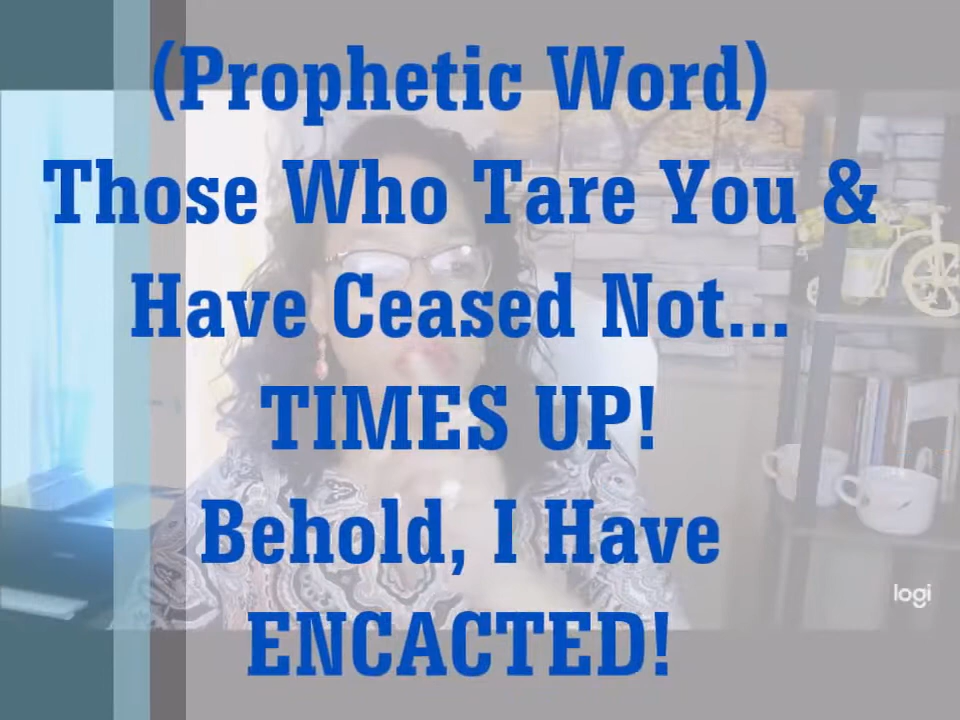 (Prophetic Word)
Those Who Tare You &
Have Ceased Not...
TIMES UP!
Behold, I Have
ENCACTED!
logi